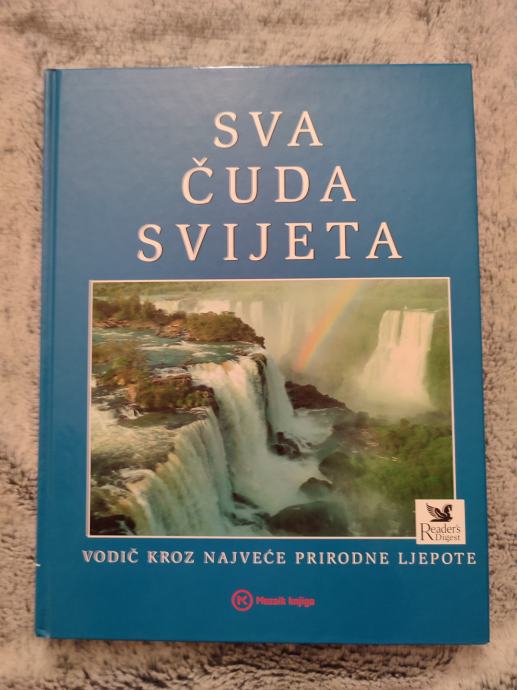 SVA
ČUDA
SVIJETA
Reader's
Digest
VODIČ KROZ NAJVEĆE PRIRODNE LJEPOTE
Mozaik knjiga